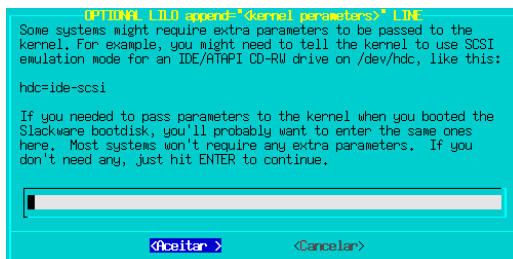 OPTIONAL LILO append="<kernel perameters>" LINE
Some systems might require extra parameters to be passed to the
kernel. For example, you might need to tell the kernel to use SCSI
emulation mode for an IDE/ATAPI CD-RW drive on /dev/hdc, like this:
hdc=ide-scsi
If you needed to pass parameters to the kernel when you booted the
Slackware bootdisk, you'll probably want to enter the same ones
here. Most systems won't require any extra parameters. If you
don't need any, just hit ENTER to continue.
<Aceitar > <Cancelar>